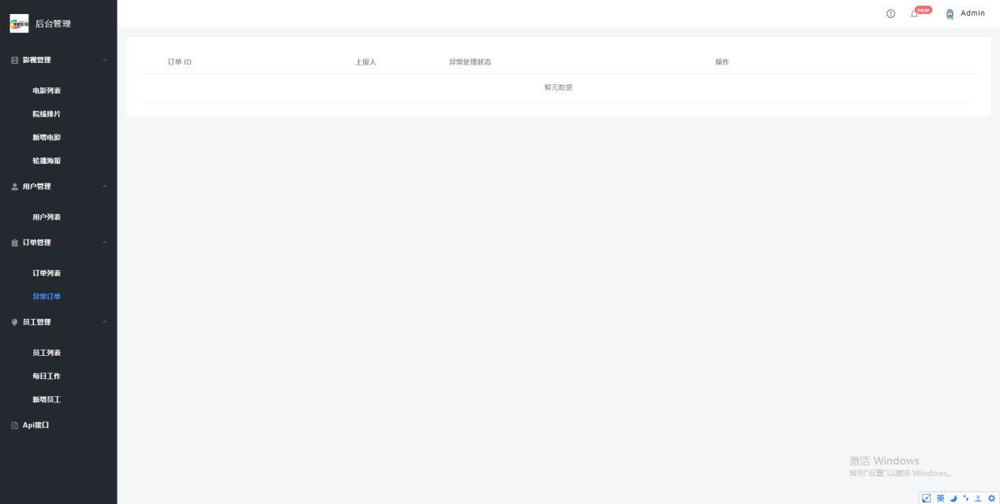 后台管理
new
Admin
影视管理
电影列表
院线排片
新增电影
轮播海报
用户管理
用户列表
订单管理
订单列表
异常订单
员工管理
员工列表
每日工作
新增员工
Api接口
订单 ID 上报人 异常处理状态 操作
暂无数据
激活 Windows
转到"设置"以激活 Windows。
英